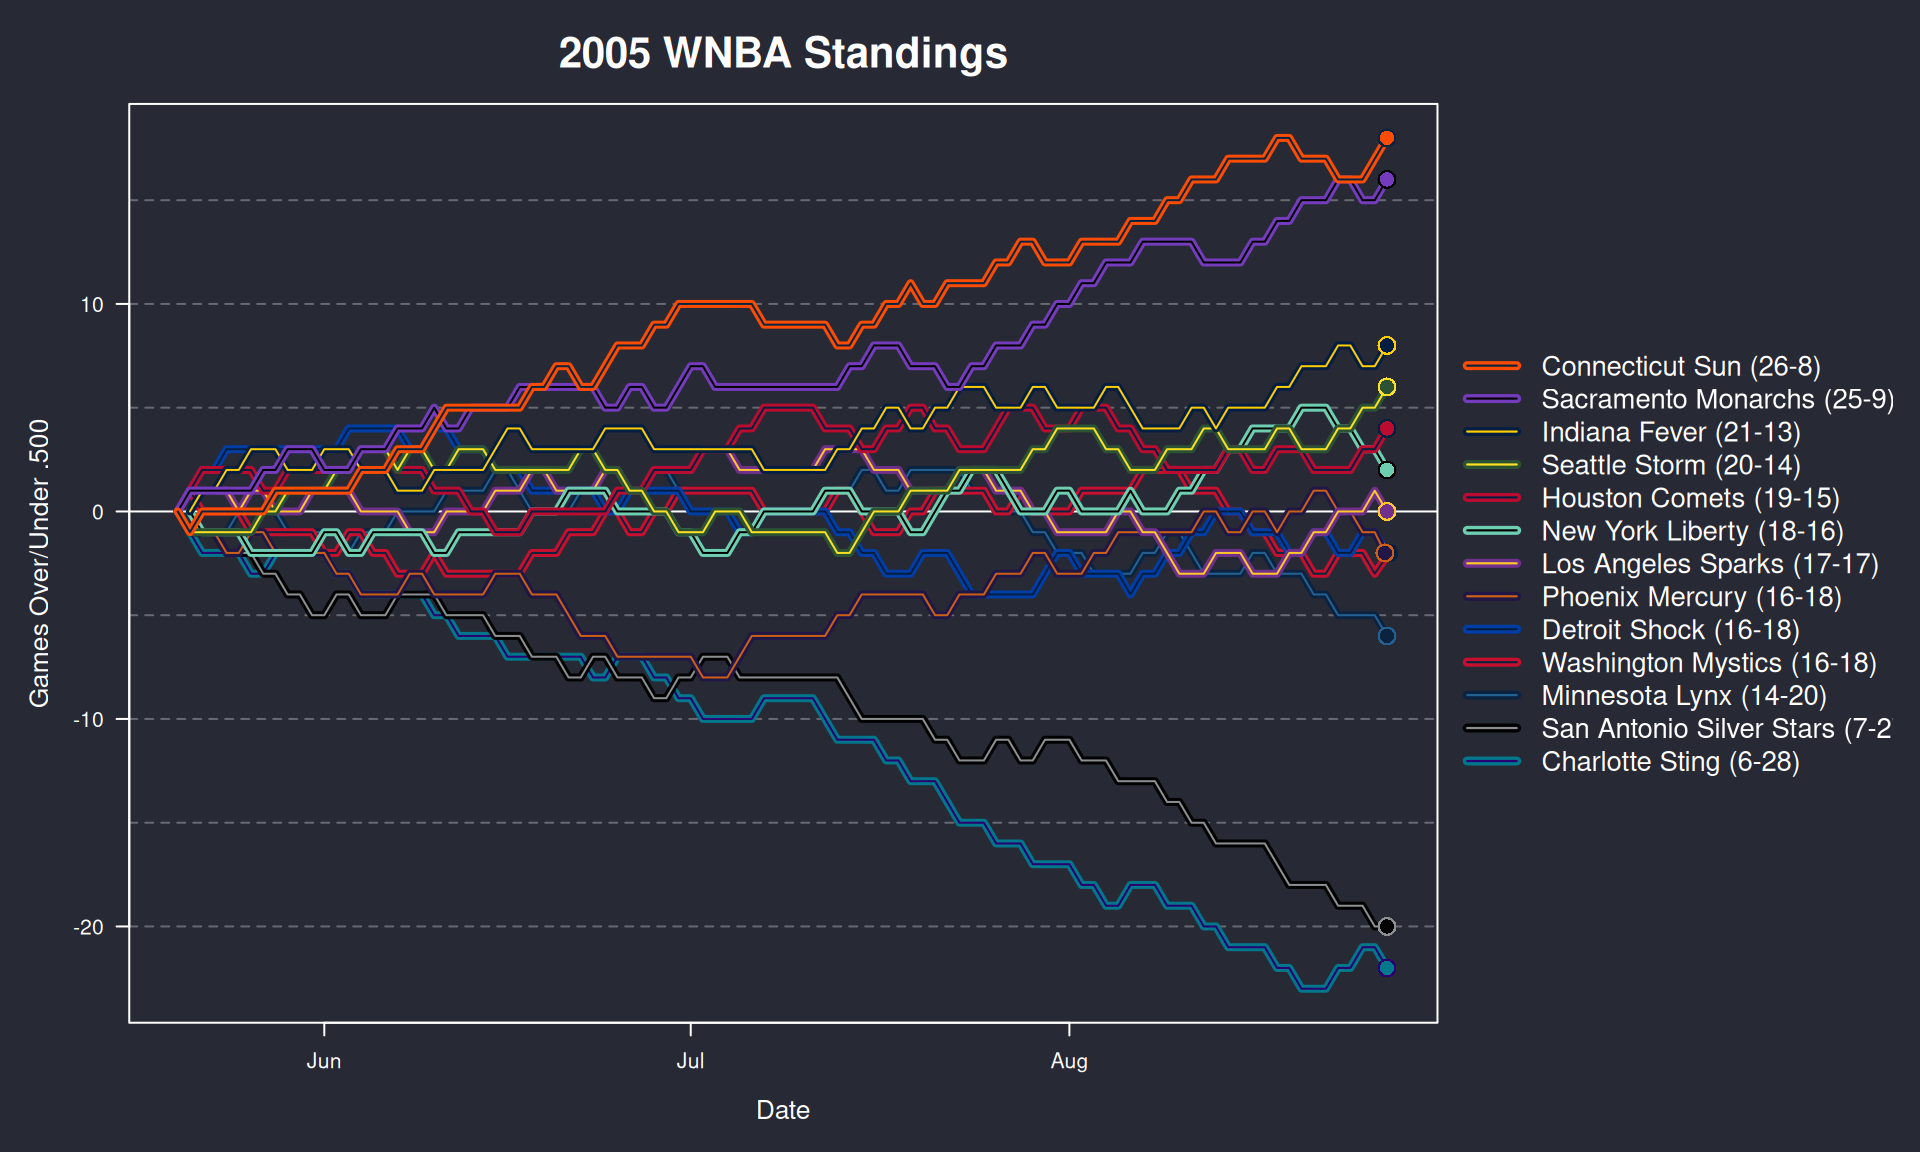 2005 WNBA Standings
Games Over/Under .500
10
0
-10
-20
Jun
Jul
Aug
Date
Connecticut Sun (26-8)
Sacramento Monarchs (25-9)
Indiana Fever (21-13)
Seattle Storm (20-14)
Houston Comets (19-15)
New York Liberty (18-16)
Los Angeles Sparks (17-17)
Phoenix Mercury (16-18)
Detroit Shock (16-18)
Washington Mystics (16-18)
Minnesota Lynx (14-20)
San Antonio Silver Stars (7-2
Charlotte Sting (6-28)